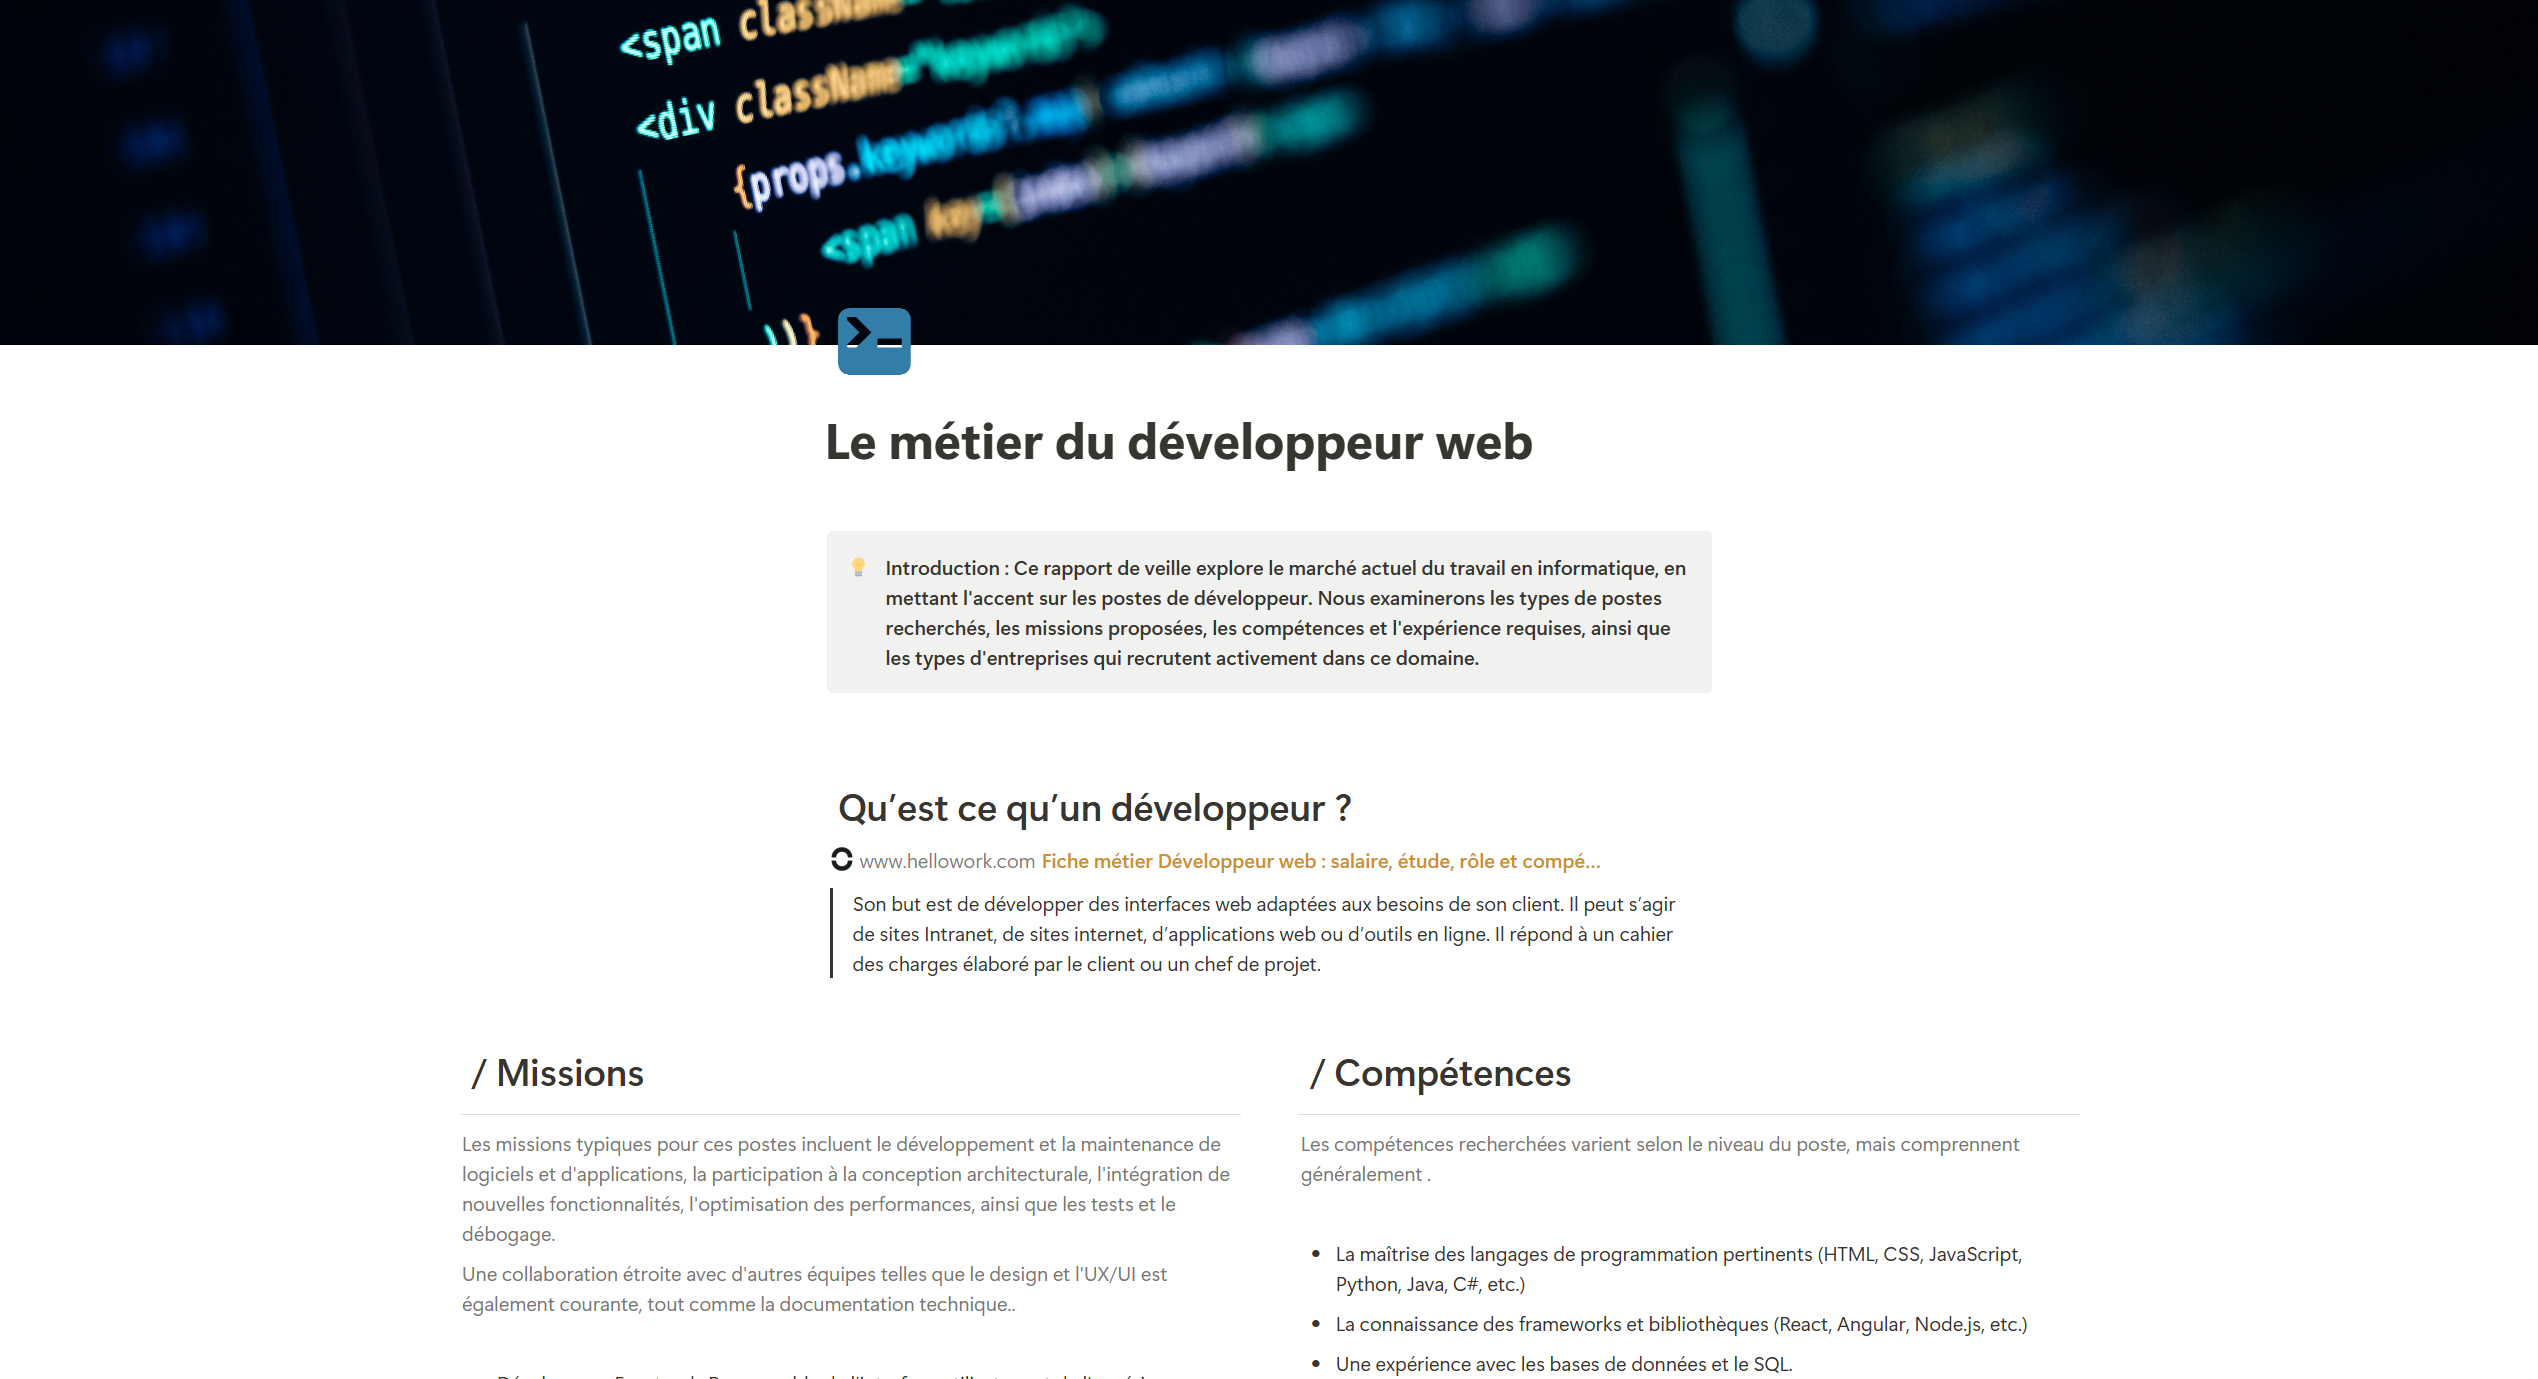 <span className
<div className="keyword">
{props.keywords?.map(
<span key={index}
))}
Le métier du développeur web
Introduction : Ce rapport de veille explore le marché actuel du travail en informatique, en
mettant l'accent sur les postes de développeur. Nous examinerons les types de postes
recherchés, les missions proposées, les compétences et l'expérience requises, ainsi que
les types d'entreprises qui recrutent activement dans ce domaine.
Qu’est ce qu’un développeur ?
www.hellowork.com Fiche métier Développeur web : salaire, étude, rôle et compé...
Son but est de développer des interfaces web adaptées aux besoins de son client. Il peut s’agir
de sites Intranet, de sites internet, d’applications web ou d’outils en ligne. Il répond à un cahier
des charges élaboré par le client ou un chef de projet.
/ Missions
Les missions typiques pour ces postes incluent le développement et la maintenance de
logiciels et d'applications, la participation à la conception architecturale, l'intégration de
nouvelles fonctionnalités, l'optimisation des performances, ainsi que les tests et le
débogage.
Une collaboration étroite avec d'autres équipes telles que le design et l'UX/UI est
également courante, tout comme la documentation technique..
/ Compétences
Les compétences recherchées varient selon le niveau du poste, mais comprennent
généralement .
• La maîtrise des langages de programmation pertinents (HTML, CSS, JavaScript,
Python, Java, C#, etc.)
• La connaissance des frameworks et bibliothèques (React, Angular, Node.js, etc.)
• Une expérience avec les bases de données et le SQL.